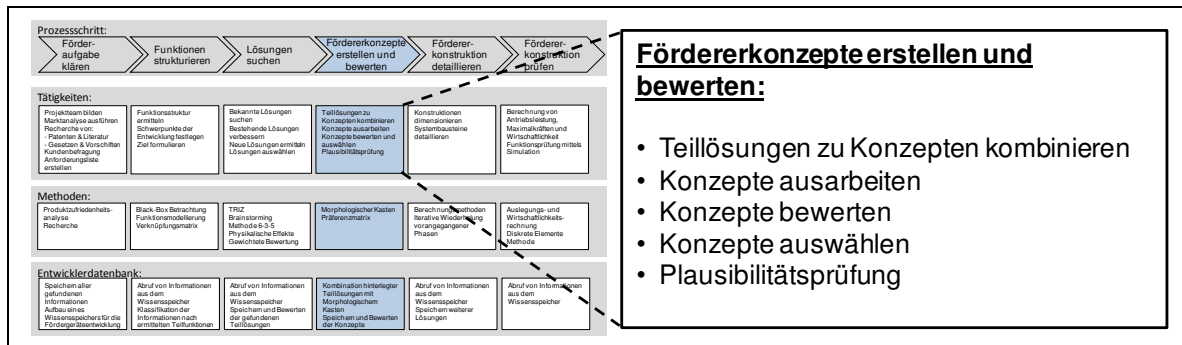 Prozessschritt:
Förder-
aufgabe
klären
Funktionen
strukturieren
Lösungen
suchen
Fördererkonzepte
erstellen und
bewerten
Förderer-
konstruktion
detaillieren
Förderer-
konstruktion
prüfen
Tätigkeiten:
Projektteam bilden
Marktanalyse ausführen
Recherche von:
- Patenten & Literatur
- Gesetzen & Vorschriften
Kundenbefragung
Anforderungsliste
erstellen
Funktionsstruktur
ermitteln
Schwerpunkte der
Entwicklung festlegen
Ziel formulieren
Bekannte Lösungen
suchen
Bestehende Lösungen
verbessern
Neue Lösungen ermitteln
Lösungen auswählen
Teillösungen zu
Konzepten kombinieren
Konzepte ausarbeiten
Konzepte bewerten und
auswählen
Plausibilitätsprüfung
Konstruktionen
dimensionieren
Systembausteine
detaillieren
Berechnung von
Antriebsleistung,
Maximalkräften und
Wirtschaftlichkeit
Funktionsprüfung mittels
Simulation
Methoden:
Produktzufriedenheits-
analyse
Recherche
Black-Box Betrachtung
Funktionsmodellierung
Verknüpfungsmatrix
TRIZ
Brainstorming
Methode 6-3-5
Physikalische Effekte
Gewichtete Bewertung
Morphologischer Kasten
Präferenzmatrix
Berechnungsmethoden
Iterative Wiederholung
vorangegangener
Phasen
Auslegungs- und
Wirtschaftlichkeits-
rechnung
Diskrete Elemente
Methode
Entwicklerdatenbank:
Speichern aller
gefundenen
Informationen
Aufbau eines
Wissensspeichers für die
Fördergeräteentwicklung
Abruf von Informationen
aus dem
Wissensspeicher
Klassifikation der
Informationen nach
ermittelten Teilfunktionen
Abruf von Informationen
aus dem
Wissensspeicher
Speichern und Bewerten
der gefundenen
Teillösungen
Kombination hinterlegter
Teillösungen mit
Morphologischem
Kasten
Speichern und Bewerten
der Konzepte
Abruf von Informationen
aus dem
Wissensspeicher
Speichern weiterer
Lösungen
Abruf von Informationen
aus dem
Wissensspeicher
Fördererkonzepte erstellen und
bewerten:
• Teillösungen zu Konzepten kombinieren
• Konzepte ausarbeiten
• Konzepte bewerten
• Konzepte auswählen
• Plausibilitätsprüfung